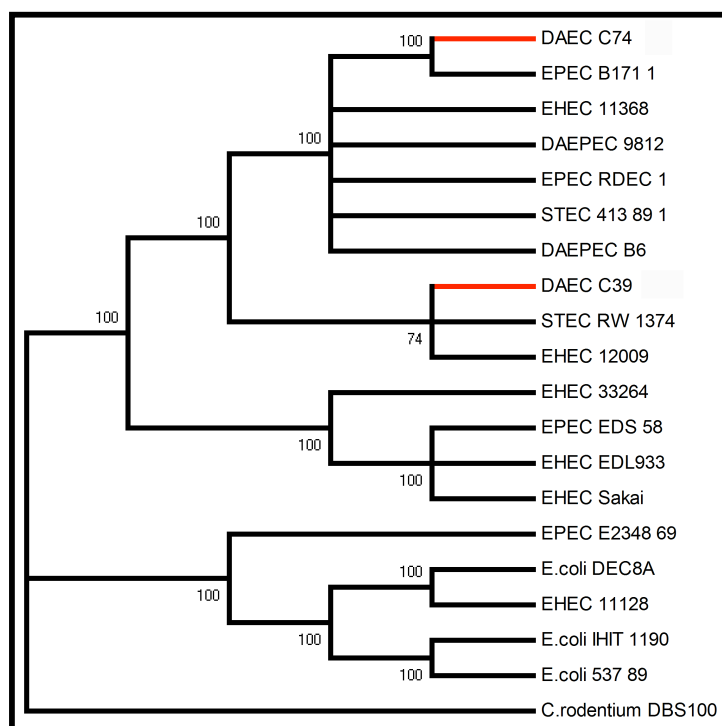 DAEC C74
100
EPEC B171 1
EHEC 11368
100
DAEPEC 9812
EPEC RDEC 1
STEC 413 89 1
100
DAEPEC B6
DAEC C39
100
STEC RW 1374
74
EHEC 12009
EHEC 33264
EPEC EDS 58
100
EHEC EDL933
100
EHEC Sakai
EPEC E2348 69
E.coli DEC8A
100
100
EHEC 11128
100
E.coli IHIT 1190
100
E.coli 537 89
C.rodentium DBS100